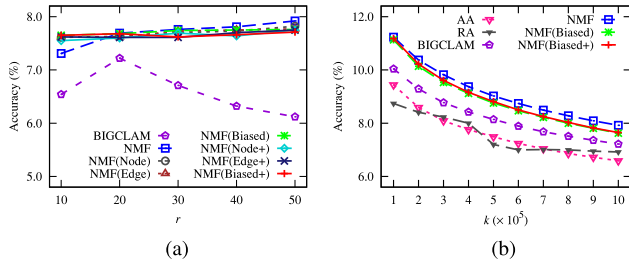 8.0
7.0
6.0
5.0
Accuracy (%)
BIGCLAM
NMF
NMF(Node)
NMF(Edge)
NMF(Biased)
NMF(Node+)
NMF(Edge+)
NMF(Biased+)
10 20 30 40 50
r
(a)
12.0
10.0
8.0
6.0
Accuracy (%)
AA
RA
BIGCLAM
NMF
NMF(Biased)
NMF(Biased+)
1 2 3 4 5 6 7 8 9 10
k (× 10⁵)
(b)